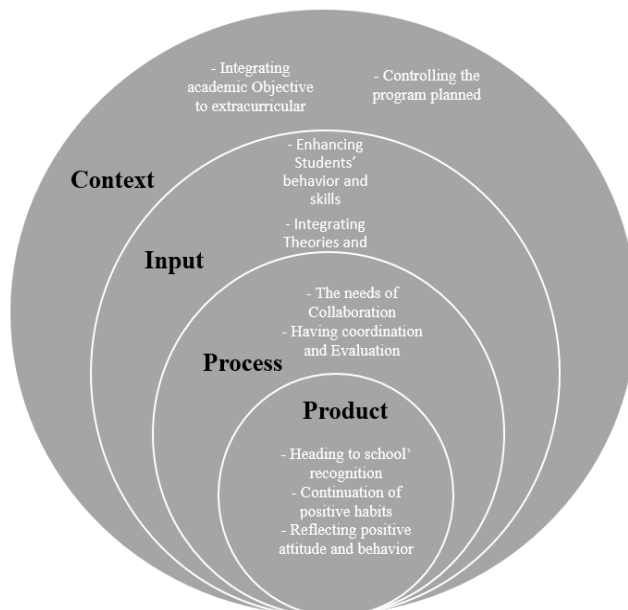 - Integrating
academic Objective
to extracurricular
- Controlling the
program planned
Context
- Enhancing
Students’
behavior and
skills
- Integrating
Theories and
Input
- The needs of
Collaboration
- Having coordination
and Evaluation
Process
Product
- Heading to school’
recognition
- Continuation of
positive habits
- Reflecting positive
attitude and behavior